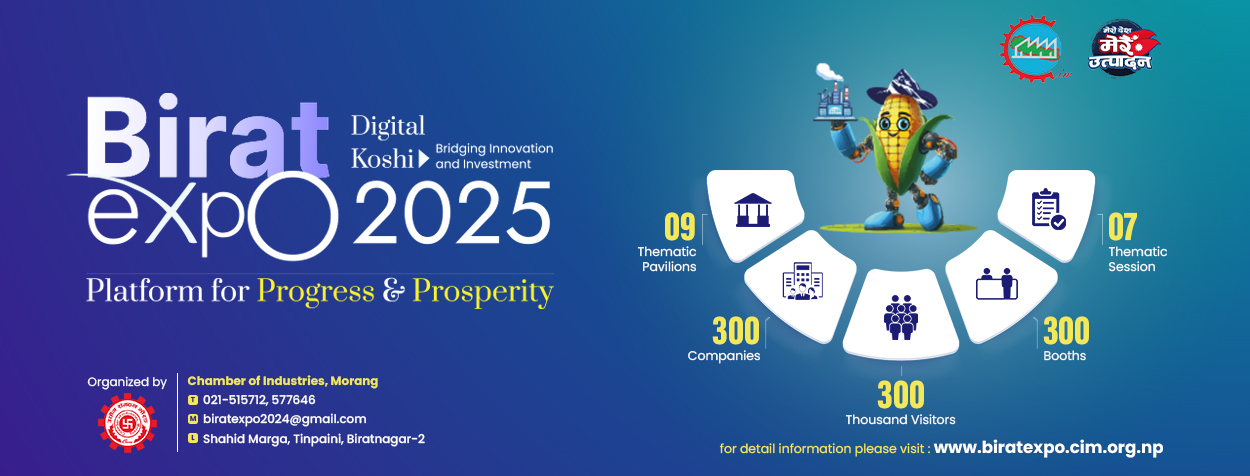 मेरो देश
मेरै
उत्पादन
Birat
expo 2025
Digital
Koshi
Bridging Innovation
and Investment
Platform for Progress & Prosperity
09
Thematic
Pavilions
300
Companies
300
Thousand Visitors
300
Booths
07
Thematic
Session
Organized by
Chamber of Industries, Morang
T 021-515712, 577646
M biratexpo2024@gmail.com
L Shahid Marga, Tinpaini, Biratnagar-2
for detail information please visit : www.biratexpo.cim.org.np